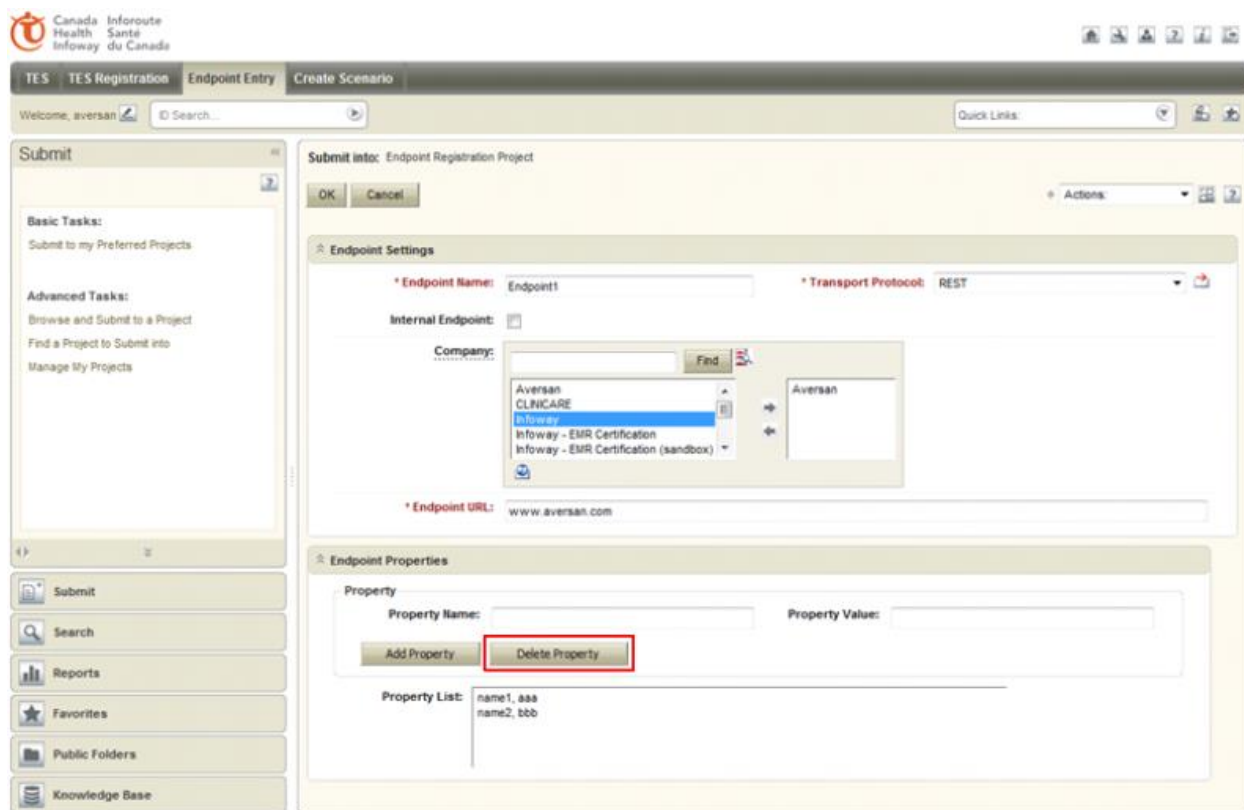 Canada Inforoute
Health Santé
Infoway du Canada
TES TES Registration Endpoint Entry Create Scenario
Welcome, aversan ID Search... Quick Links:
Submit
Basic Tasks:
Submit to my Preferred Projects
Advanced Tasks:
Browse and Submit to a Project
Find a Project to Submit into
Manage My Projects
Submit
Search
Reports
Favorites
Public Folders
Knowledge Base
Submit into: Endpoint Registration Project
OK Cancel Actions:
Endpoint Settings
* Endpoint Name: Endpoint1 * Transport Protocol: REST
Internal Endpoint:
Company: Find
Aversan
CLINICARE
Infoway
Infoway - EMR Certification
Infoway - EMR Certification (sandbox)
Aversan
* Endpoint URL: www.aversan.com
Endpoint Properties
Property
Property Name: Property Value:
Add Property Delete Property
Property List: name1, aaa
name2, bbb